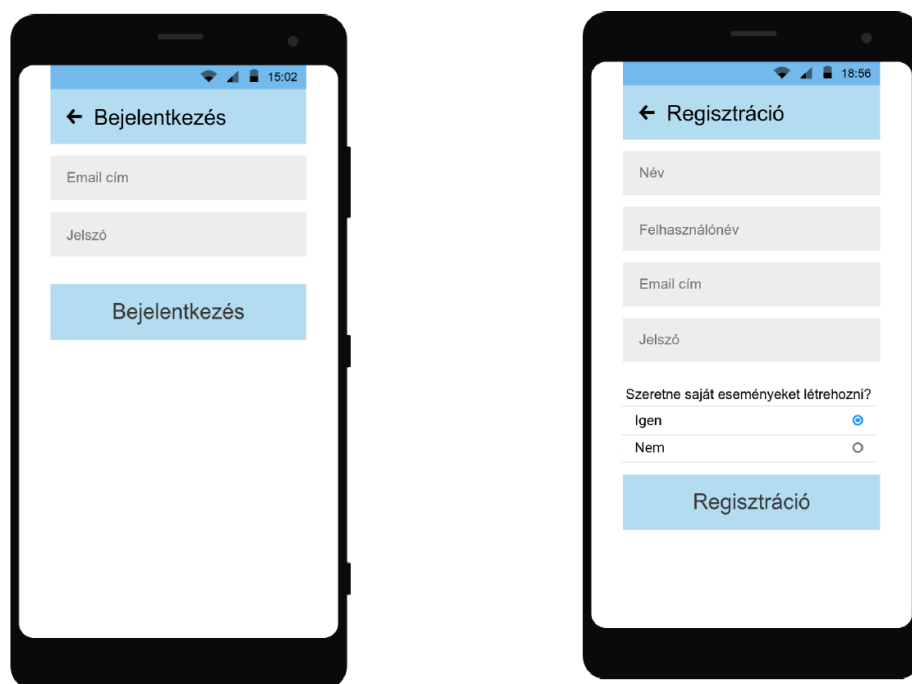 15:02
Bejelentkezés
Email cím
Jelszó
Bejelentkezés
18:56
Regisztráció
Név
Felhasználónév
Email cím
Jelszó
Szeretne saját eseményeket létrehozni?
Igen
Nem
Regisztráció